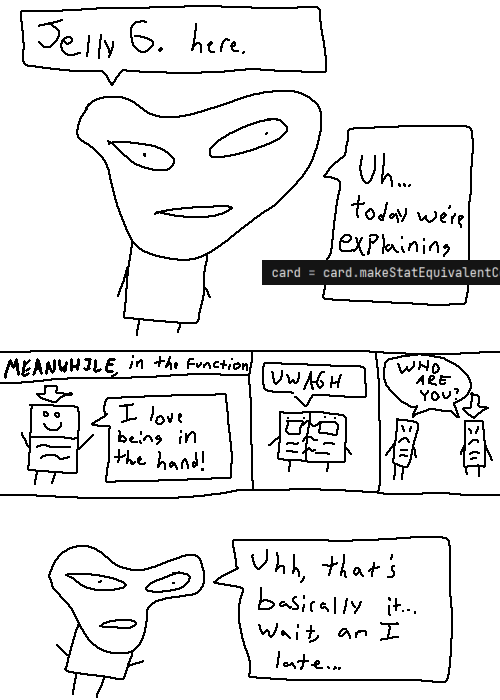 Jelly G. here.
Uh...
today we're
explaining
card = card.makeStatEquivalentC
MEANWHILE, in the function
I love
being in
the hand!
UWAGH
WHO
ARE
YOU?
Uhh, that's
basically it...
wait, am I
late...